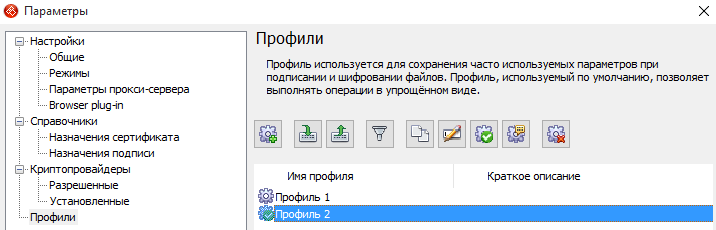 Параметры
Настройки
Общие
Режимы
Параметры прокси-сервера
Browser plug-in
Справочники
Назначения сертификата
Назначения подписи
Криптопровайдеры
Разрешенные
Установленные
Профили
Профили
Профиль используется для сохранения часто используемых параметров при
подписании и шифровании файлов. Профиль, используемый по умолчанию, позволяет
выполнять операции в упрощённом виде.
Имя профиля Краткое описание
Профиль 1
Профиль 2